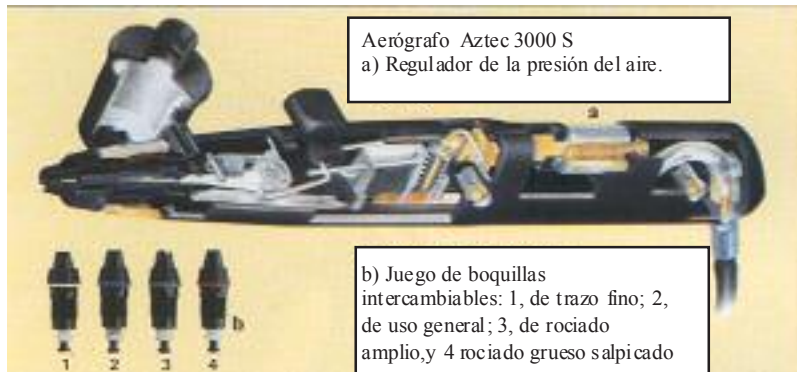 Aerógrafo Aztec 3000 S
a) Regulador de la presión del aire.
a
b) Juego de boquillas
intercambiables: 1, de trazo fino; 2,
de uso general; 3, de rociado
amplio,y 4 rociado grueso salpicado
b
1 2 3 4